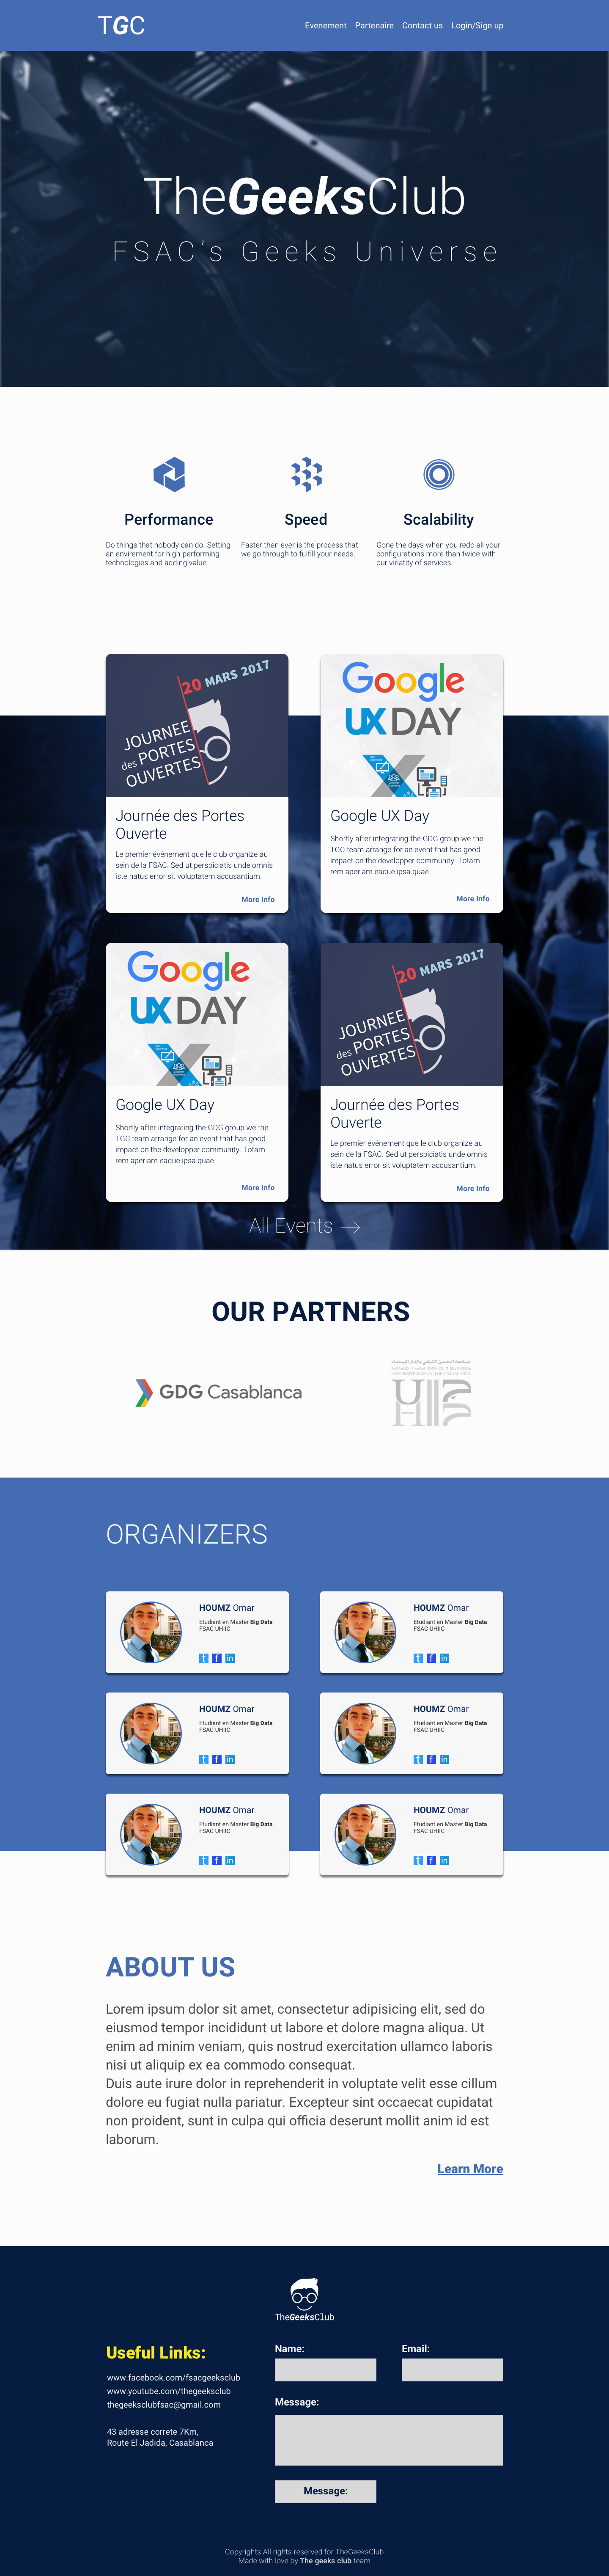 TGC
Evenement Partenaire Contact us Login/Sign up
TheGeeksClub
FSAC's Geeks Universe
Performance
Do things that nobody can do. Setting
an envirement for high-performing
technologies and adding value.
Speed
Faster than ever is the process that
we go through to fulfill your needs.
Scalability
Gone the days when you redo all your
configurations more than twice with
our viriatity of services.
20 MARS 2017
JOURNEE
des PORTES
OUVERTES
Journée des Portes
Ouverte
Le premier événement que le club organize au
sein de la FSAC. Sed ut perspiciatis unde omnis
iste natus error sit voluptatem accusantium.
More Info
Google
UX DAY
Google UX Day
Shortly after integrating the GDG group we the
TGC team arrange for an event that has good
impact on the developper community. Totam
rem aperiam eaque ipsa quae.
More Info
Google
UX DAY
Google UX Day
Shortly after integrating the GDG group we the
TGC team arrange for an event that has good
impact on the developper community. Totam
rem aperiam eaque ipsa quae.
More Info
20 MARS 2017
JOURNEE
des PORTES
OUVERTES
Journée des Portes
Ouverte
Le premier événement que le club organize au
sein de la FSAC. Sed ut perspiciatis unde omnis
iste natus error sit voluptatem accusantium.
More Info
All Events →
OUR PARTNERS
GDG Casablanca
ORGANIZERS
HOUMZ Omar
Etudiant en Master Big Data
FSAC UHIIC
t f in
HOUMZ Omar
Etudiant en Master Big Data
FSAC UHIIC
t f in
HOUMZ Omar
Etudiant en Master Big Data
FSAC UHIIC
t f in
HOUMZ Omar
Etudiant en Master Big Data
FSAC UHIIC
t f in
HOUMZ Omar
Etudiant en Master Big Data
FSAC UHIIC
t f in
HOUMZ Omar
Etudiant en Master Big Data
FSAC UHIIC
t f in
ABOUT US
Lorem ipsum dolor sit amet, consectetur adipisicing elit, sed do
eiusmod tempor incididunt ut labore et dolore magna aliqua. Ut
enim ad minim veniam, quis nostrud exercitation ullamco laboris
nisi ut aliquip ex ea commodo consequat.
Duis aute irure dolor in reprehenderit in voluptate velit esse cillum
dolore eu fugiat nulla pariatur. Excepteur sint occaecat cupidatat
non proident, sunt in culpa qui officia deserunt mollit anim id est
laborum.
Learn More
TheGeeksClub
Useful Links:
www.facebook.com/fsacgeeksclub
www.youtube.com/thegeeksclub
thegeeksclubfsac@gmail.com
43 adresse correte 7Km,
Route El Jadida, Casablanca
Name:
Email:
Message:
Message:
Copyrights All rights reserved for TheGeeksClub
Made with love by The geeks club team